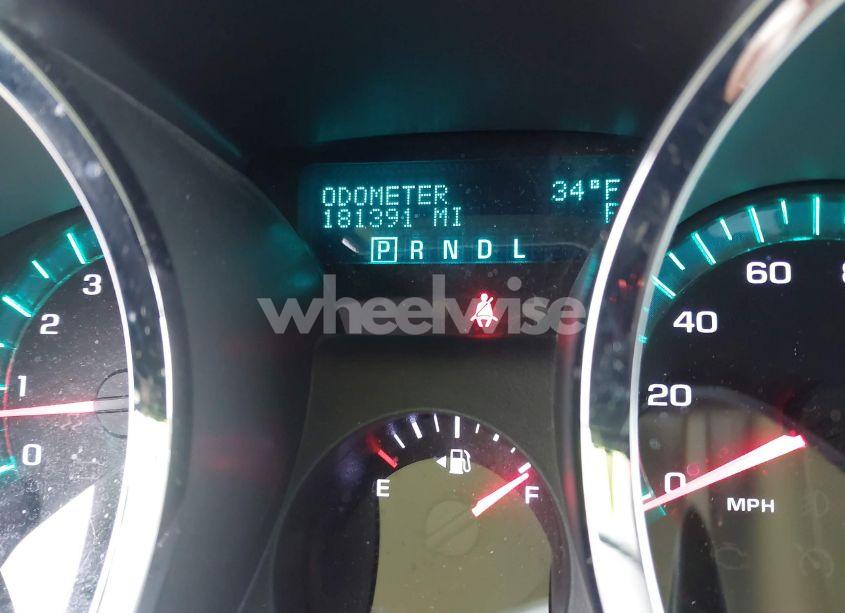 ODOMETER 34°F
181391 MI F
P R N D L
wheelwise
3
2
1
0
E F
60
40
20
0
MPH